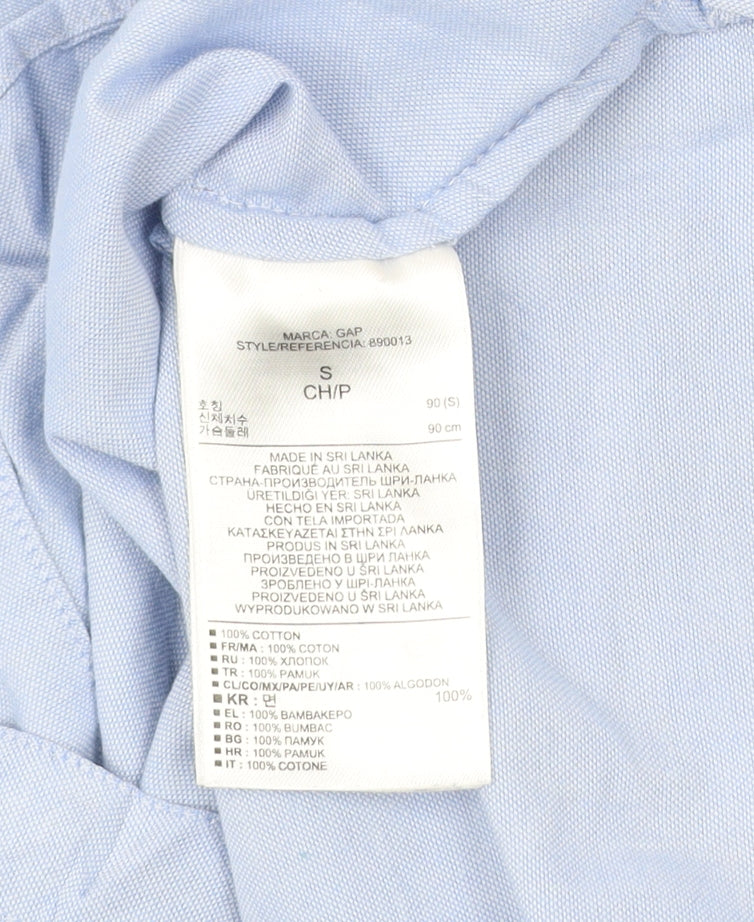 MARCA: GAP
STYLE/REFERENCIA: 890013
S
CH/P
호칭 90 (S)
신체치수
가슴둘레 90 cm
MADE IN SRI LANKA
FABRIQUÉ AU SRI LANKA
СТРАНА-ПРОИЗВОДИТЕЛЬ ШРИ-ЛАНКА
ÜRETILDIĞI YER: SRI LANKA
HECHO EN SRI LANKA
CON TELA IMPORTADA
ΚΑΤΑΣΚΕΥΑΖΕΤΑΙ ΣΤΗΝ ΣΡΙ ΛΑΝΚΑ
PRODUS IN SRI LANKA
ПРОИЗВЕДЕНО В ШРИ ЛАНКА
PROIZVEDENO U ŠRI LANKA
ЗРОБЛЕНО У ШРІ-ЛАНКА
PROIZVEDENO U ŠRI LANKA
WYPRODUKOWANO W SRI LANKA
■ 100% COTTON
■ FR/MA : 100% COTON
■ RU : 100% ХЛОПОК
■ TR : 100% PAMUK
■ CL/CO/MX/PA/PE/UY/AR : 100% ALGODON
■ KR : 면 100%
■ EL : 100% ΒΑΜΒΑΚΕΡΟ
■ RO : 100% BUMBAC
■ BG : 100% ПАМУК
■ HR : 100% PAMUK
■ IT : 100% COTONE